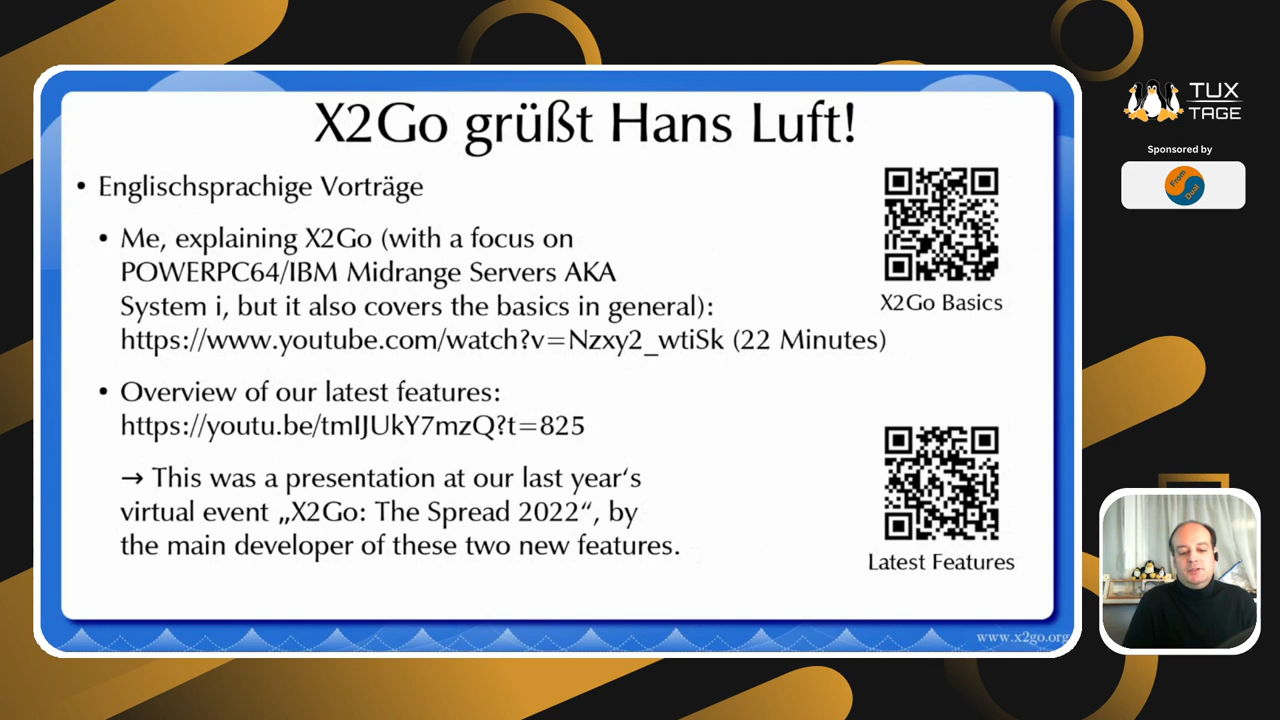 X2Go grüßt Hans Luft!
• Englischsprachige Vorträge
• Me, explaining X2Go (with a focus on
POWERPC64/IBM Midrange Servers AKA
System i, but it also covers the basics in general):
https://www.youtube.com/watch?v=Nzxy2_wtiSk (22 Minutes)
X2Go Basics
• Overview of our latest features:
https://youtu.be/tmIJUkY7mzQ?t=825
→ This was a presentation at our last year‘s
virtual event „X2Go: The Spread 2022“, by
the main developer of these two new features.
Latest Features
www.x2go.org
TUX
TAGE
Sponsored by
From
Dual